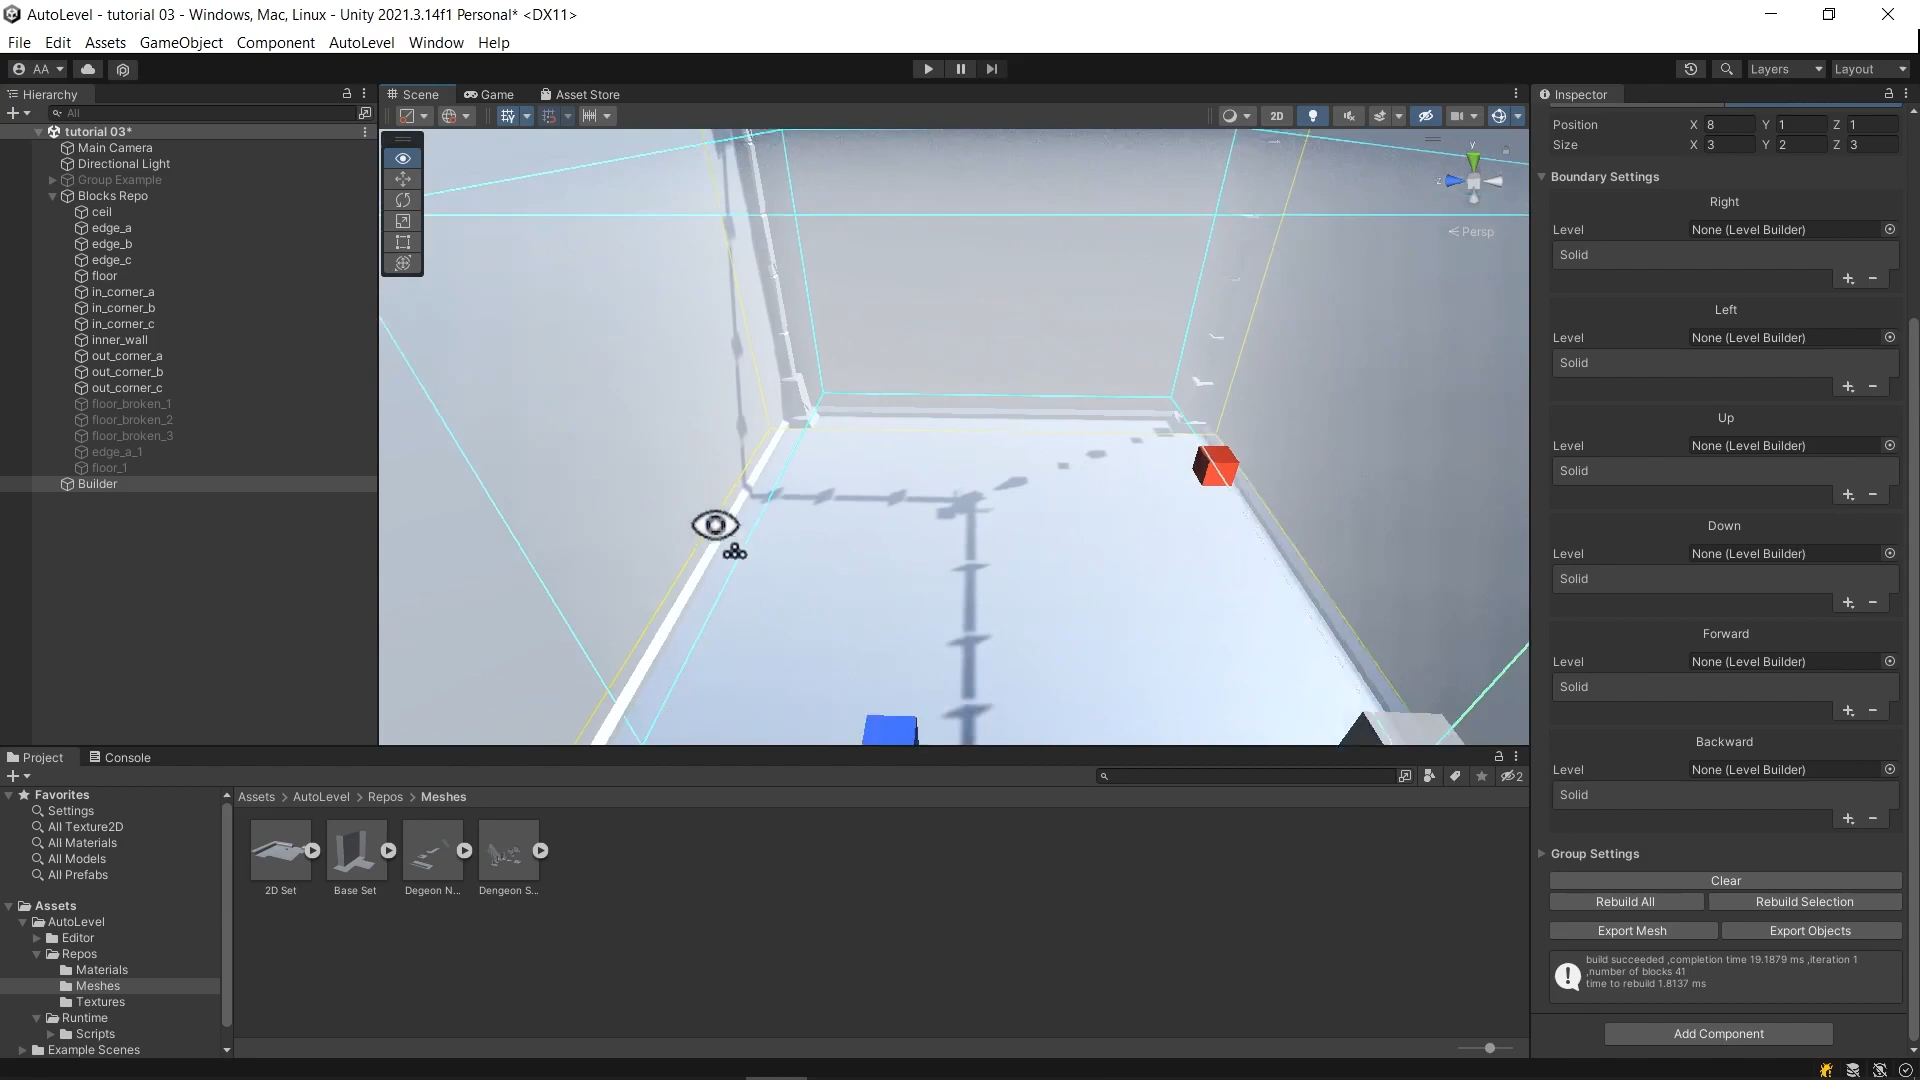 AutoLevel - tutorial 03 - Windows, Mac, Linux - Unity 2021.3.14f1 Personal* <DX11>
File Edit Assets GameObject Component AutoLevel Window Help
AA
Layers
Layout
Hierarchy
All
tutorial 03*
Main Camera
Directional Light
Group Example
Blocks Repo
ceil
edge_a
edge_b
edge_c
floor
in_corner_a
in_corner_b
in_corner_c
inner_wall
out_corner_a
out_corner_b
out_corner_c
floor_broken_1
floor_broken_2
floor_broken_3
edge_a_1
floor_1
Builder
Scene Game Asset Store
2D
y
z
Persp
Inspector
Position X 8 Y 1 Z 1
Size X 3 Y 2 Z 3
Boundary Settings
Right
Level None (Level Builder)
Solid
Left
Level None (Level Builder)
Solid
Up
Level None (Level Builder)
Solid
Down
Level None (Level Builder)
Solid
Forward
Level None (Level Builder)
Solid
Backward
Level None (Level Builder)
Solid
Group Settings
Clear
Rebuild All Rebuild Selection
Export Mesh Export Objects
build succeeded ,completion time 19.1879 ms ,iteration 1
,number of blocks 41
time to rebuild 1.8137 ms
Add Component
Project Console
2
Favorites
Settings
All Texture2D
All Materials
All Models
All Prefabs
Assets
AutoLevel
Editor
Repos
Materials
Meshes
Textures
Runtime
Scripts
Example Scenes
Assets > AutoLevel > Repos > Meshes
2D Set Base Set Degeon N... Dengeon S...